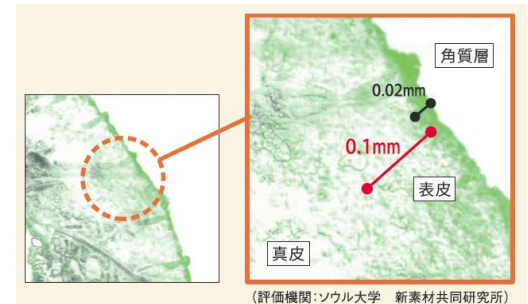 角質層
0.02mm
0.1mm
表皮
真皮
(評価機関:ソウル大学 新素材共同研究所)